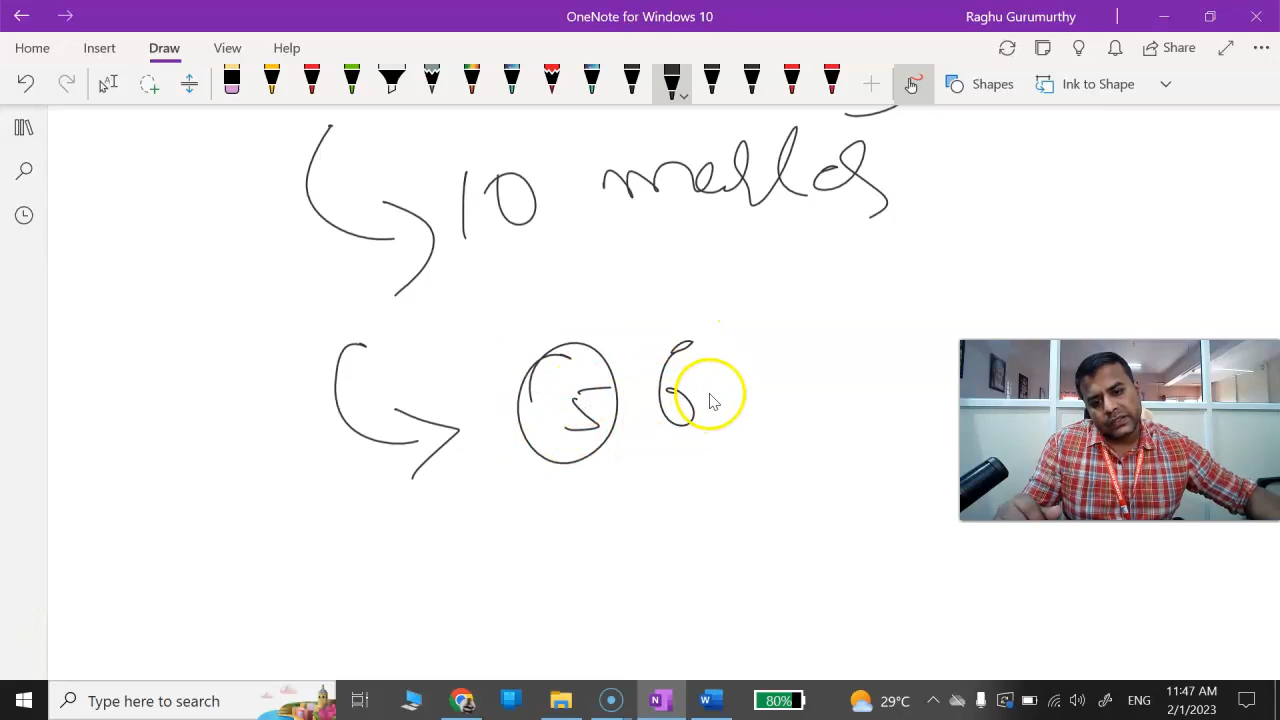 OneNote for Windows 10 Raghu Gurumurthy
Home Insert Draw View Help Share
Shapes Ink to Shape
10
5
Type here to search 80% 29°C ENG 11:47 AM
2/1/2023